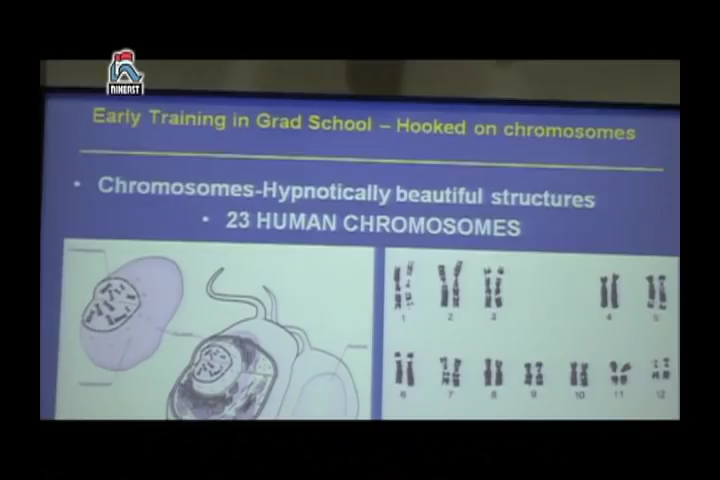 NIKEAST
Early Training in Grad School – Hooked on chromosomes
• Chromosomes-Hypnotically beautiful structures
• 23 HUMAN CHROMOSOMES
1 2 3 4 5
6 7 8 9 10 11 12